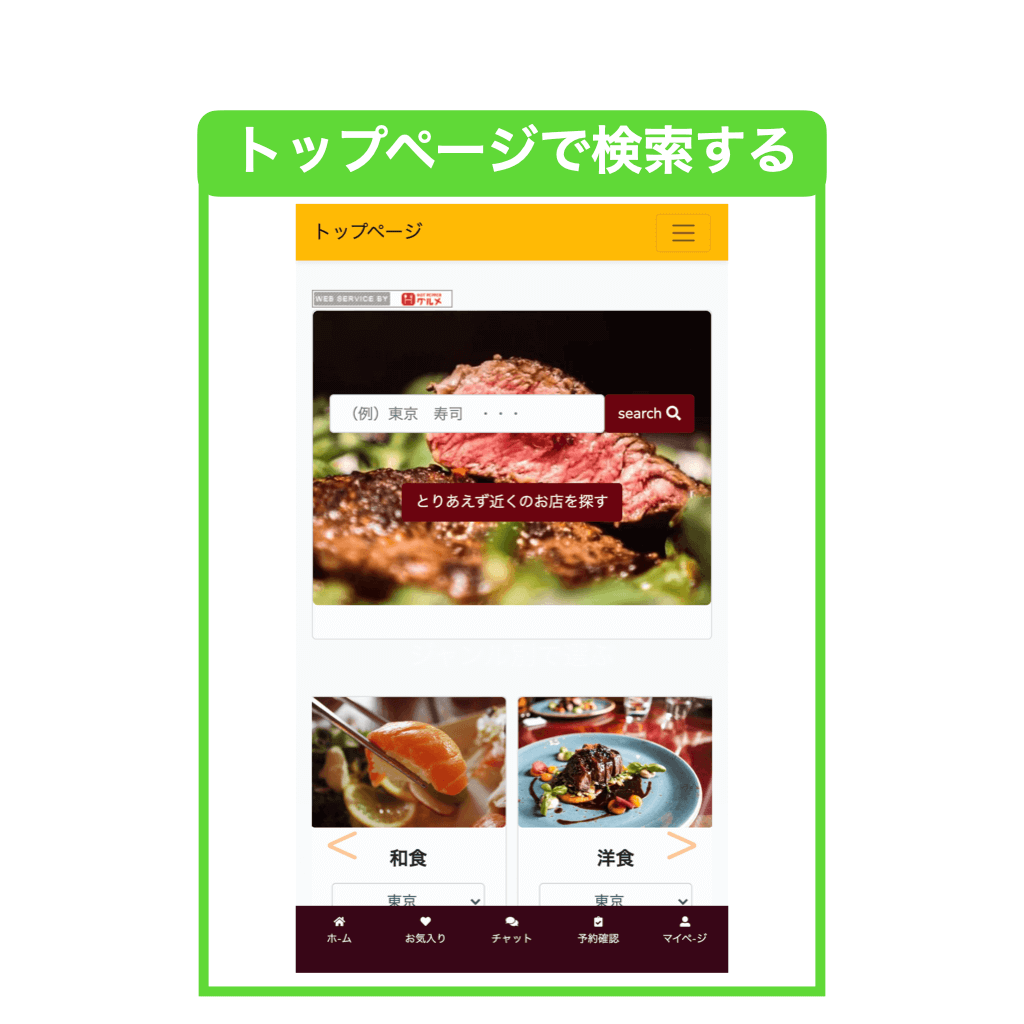 トップページで検索する
トップページ
WEB SERVICE BY HOT PEPPER グルメ
(例)東京 寿司 ・・・
search
とりあえず近くのお店を探す
< 和食 洋食 >
東京 東京
ホ-ム お気入り チャット 予約確認 マイペ-ジ